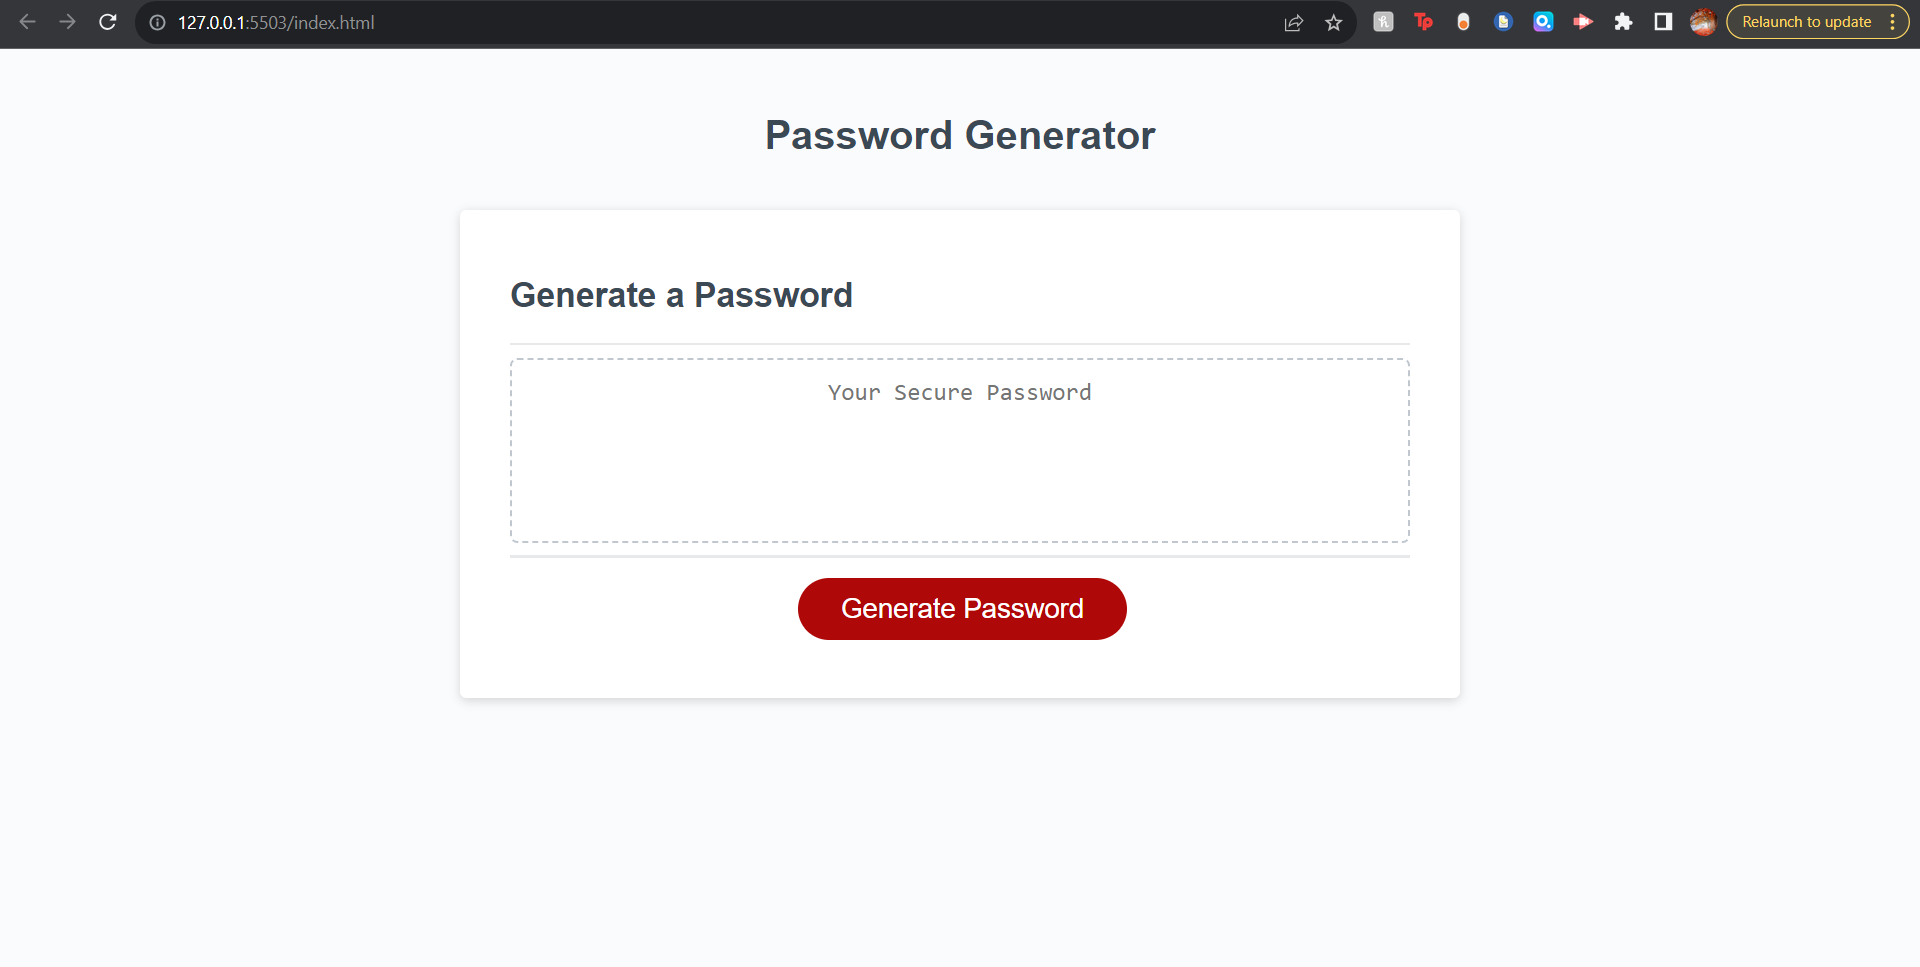 127.0.0.1:5503/index.html
Tp
Relaunch to update
Password Generator
Generate a Password
Your Secure Password
Generate Password